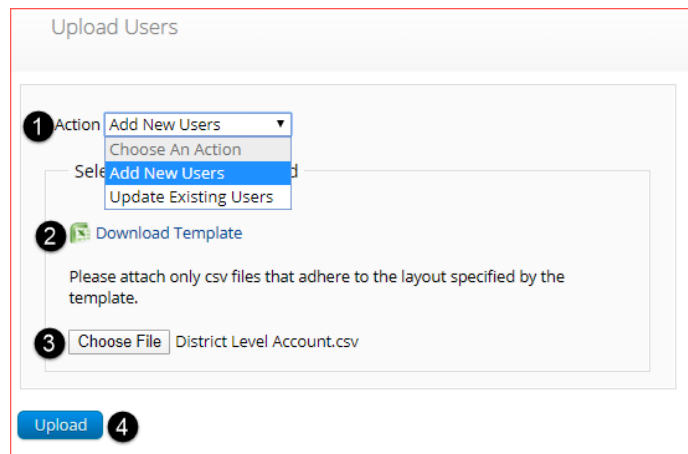 Upload Users
1 Action Add New Users
Choose An Action
Add New Users
Update Existing Users
2 Download Template
Please attach only csv files that adhere to the layout specified by the
template.
3 Choose File District Level Account.csv
Upload 4